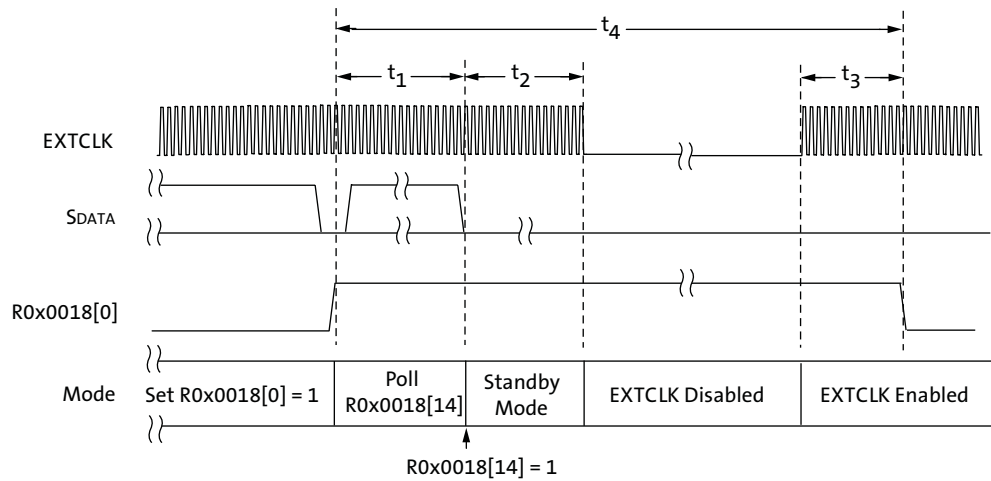 t4
t1
t2
t3
EXTCLK
SDATA
R0x0018[0]
Mode
Set R0x0018[0] = 1
Poll
R0x0018[14]
Standby
Mode
EXTCLK Disabled
EXTCLK Enabled
R0x0018[14] = 1